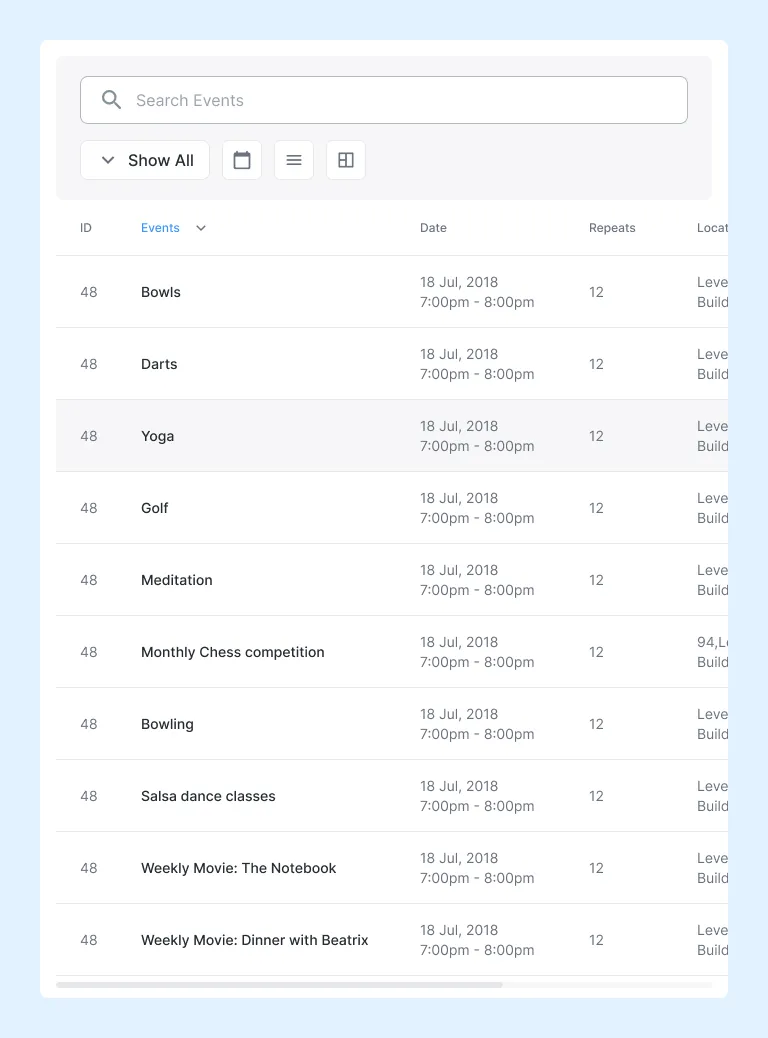 Search Events
Show All
ID Events Date Repeats Locat
48 Bowls 18 Jul, 2018 12 Leve
7:00pm - 8:00pm Build
48 Darts 18 Jul, 2018 12 Leve
7:00pm - 8:00pm Build
48 Yoga 18 Jul, 2018 12 Leve
7:00pm - 8:00pm Build
48 Golf 18 Jul, 2018 12 Leve
7:00pm - 8:00pm Build
48 Meditation 18 Jul, 2018 12 Leve
7:00pm - 8:00pm Build
48 Monthly Chess competition 18 Jul, 2018 12 94,Le
7:00pm - 8:00pm Build
48 Bowling 18 Jul, 2018 12 Leve
7:00pm - 8:00pm Build
48 Salsa dance classes 18 Jul, 2018 12 Leve
7:00pm - 8:00pm Build
48 Weekly Movie: The Notebook 18 Jul, 2018 12 Leve
7:00pm - 8:00pm Build
48 Weekly Movie: Dinner with Beatrix 18 Jul, 2018 12 Leve
7:00pm - 8:00pm Build